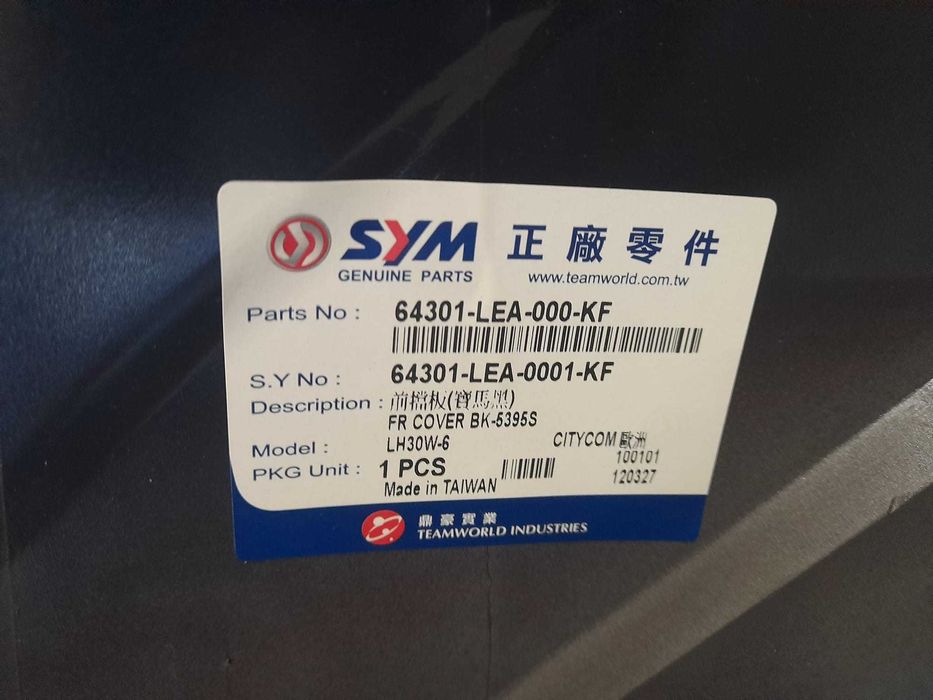 SYM 正廠零件
GENUINE PARTS www.teamworld.com.tw
Parts No : 64301-LEA-000-KF
S.Y No : 64301-LEA-0001-KF
Description : 前檔板(寶馬黑)
FR COVER BK-5395S
Model : LH30W-6 CITYCOM 歐洲
100101
PKG Unit : 1 PCS 120327
Made in TAIWAN
鼎豪實業
TEAMWORLD INDUSTRIES